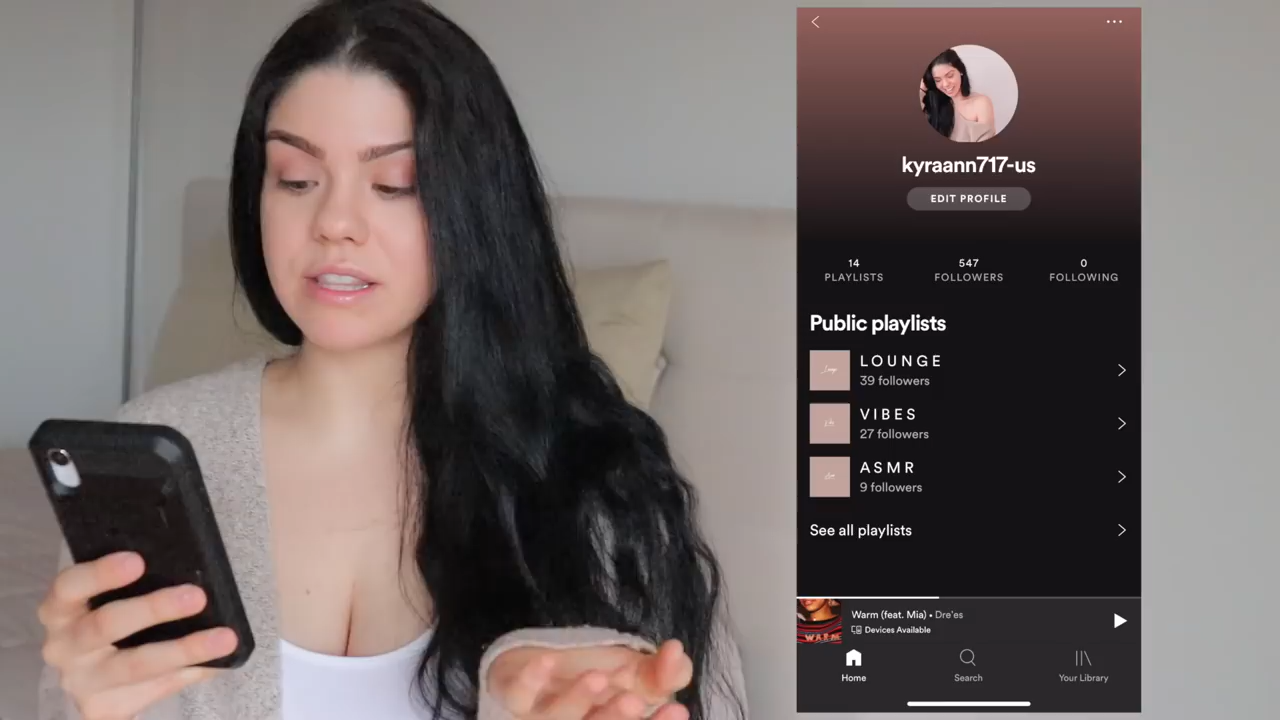 kyraann717-us
EDIT PROFILE
14
PLAYLISTS
547
FOLLOWERS
0
FOLLOWING
Public playlists
LOUNGE
39 followers
VIBES
27 followers
ASMR
9 followers
See all playlists
WARM
Warm (feat. Mia) • Dre'es
Devices Available
Home
Search
Your Library